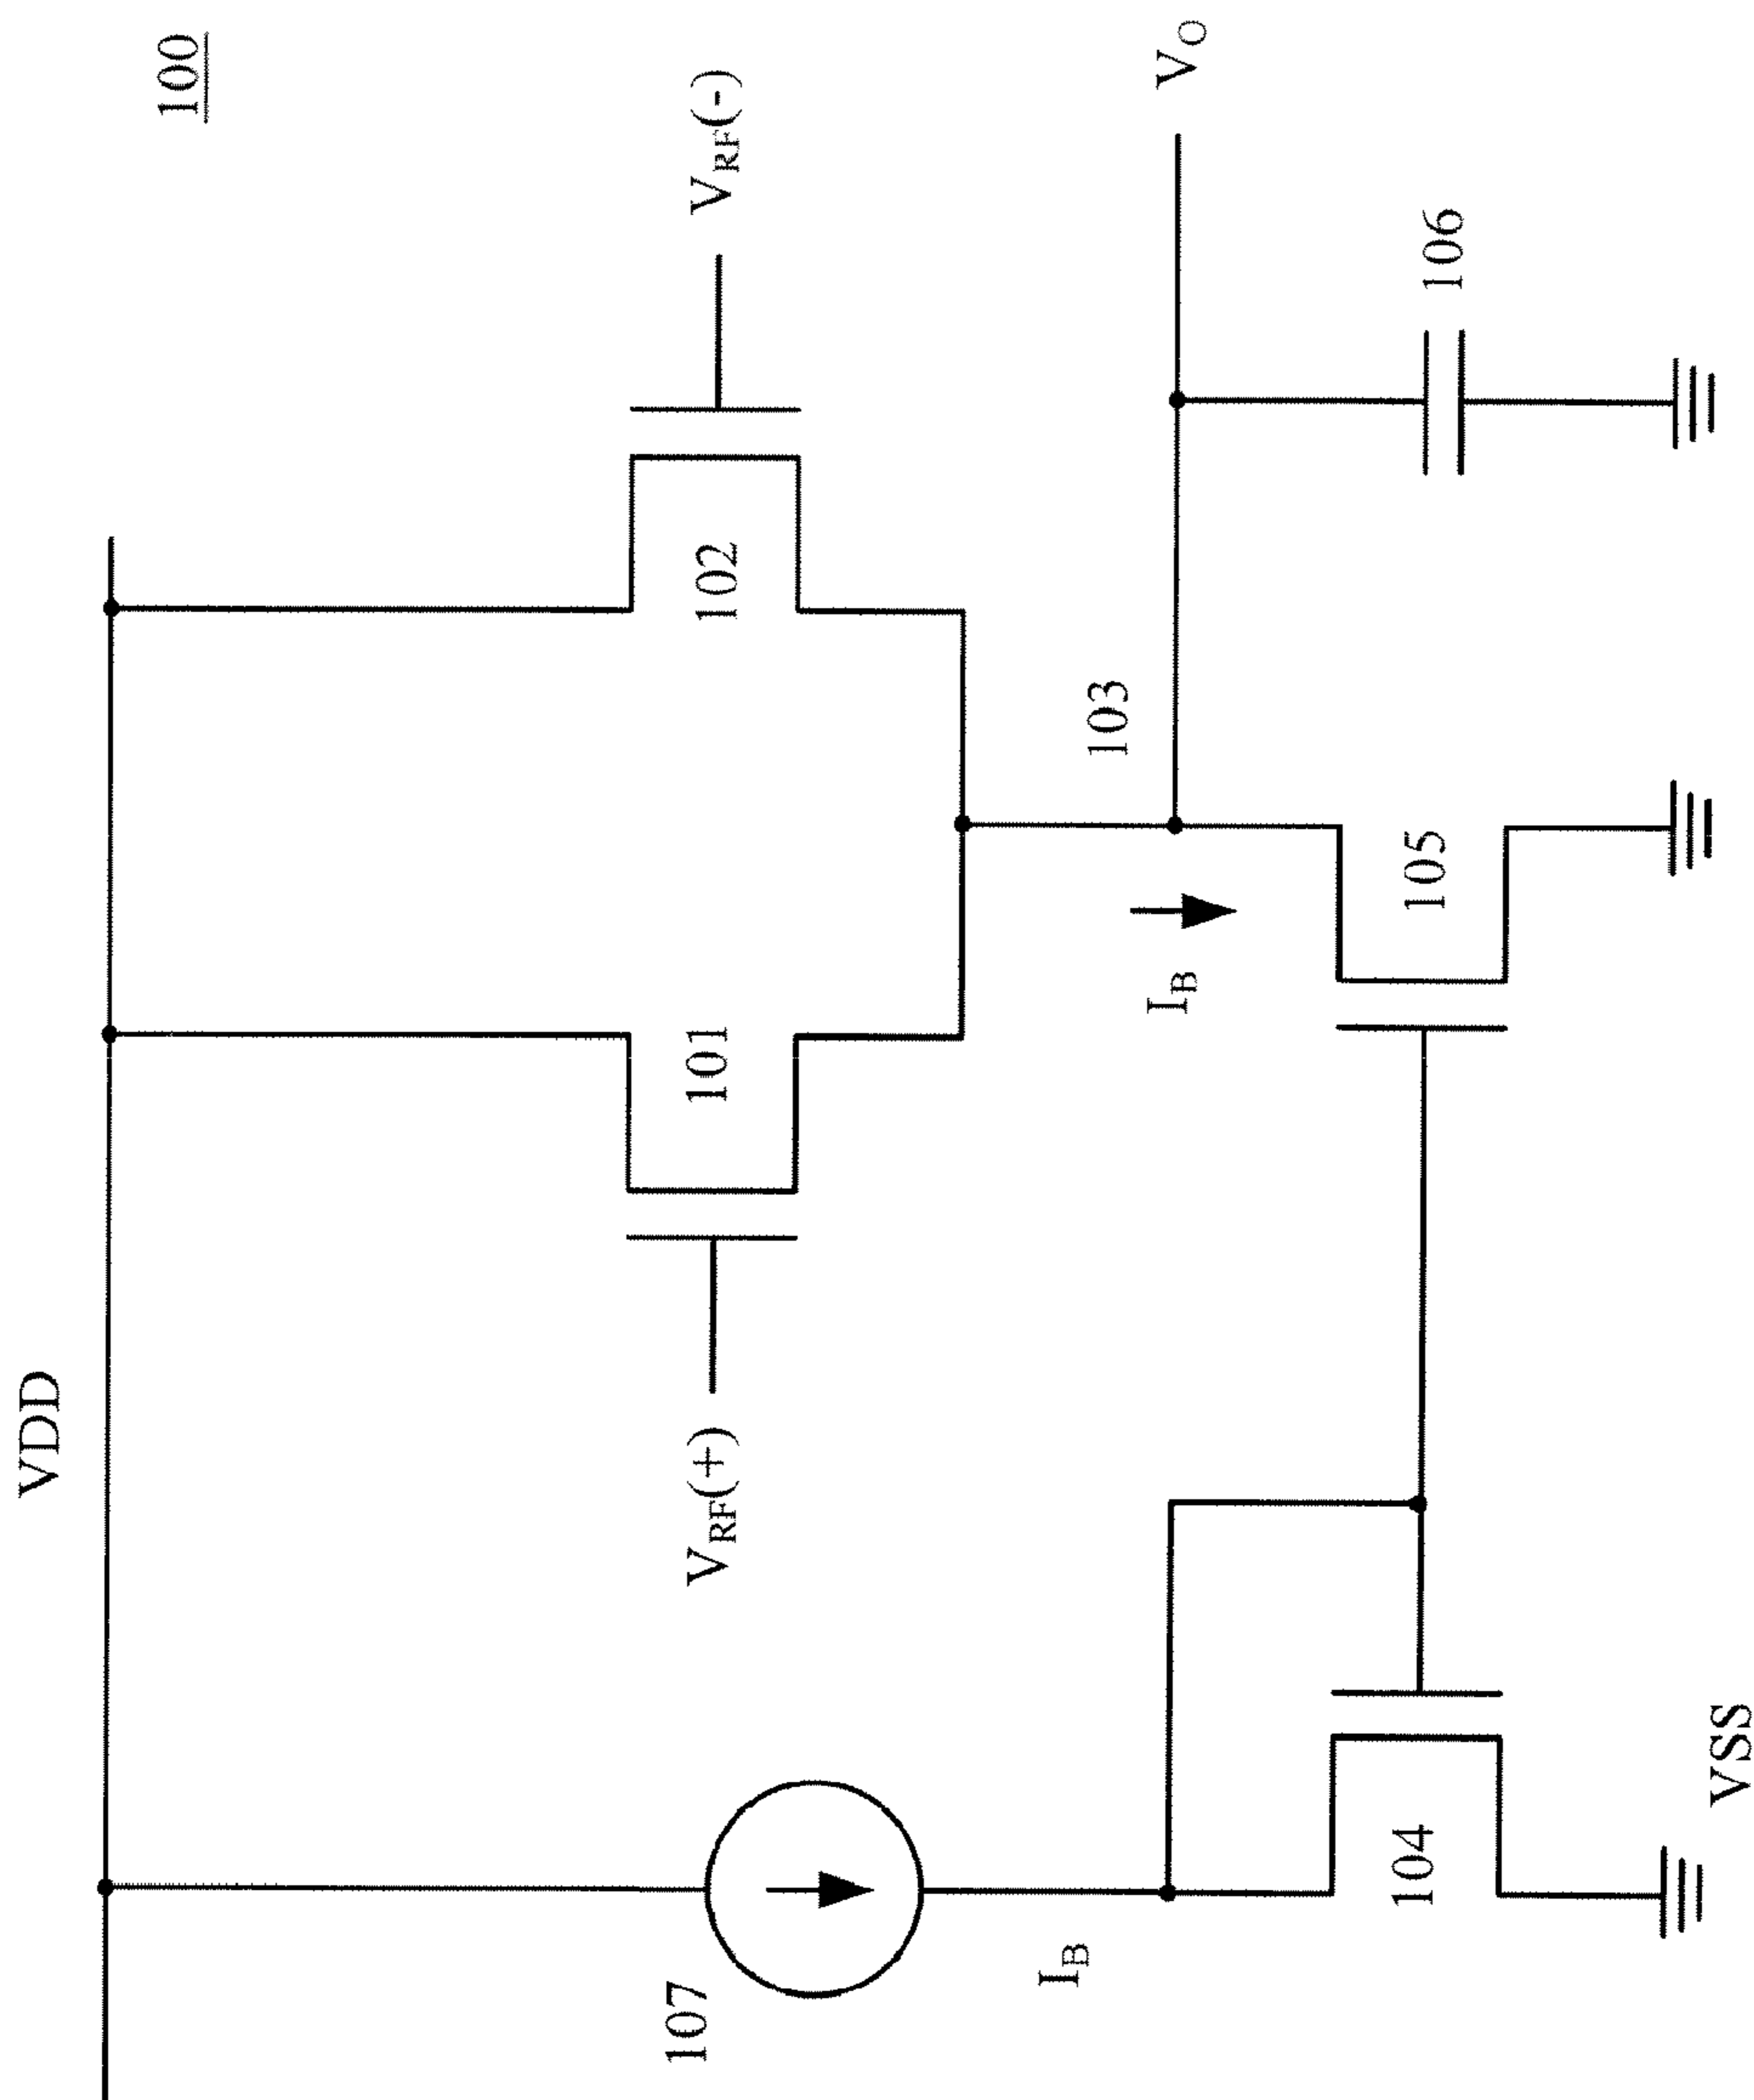 100
VDD
V_RF(+)
V_RF(-)
101
102
107
103
V_O
I_B
I_B
104
105
106
VSS